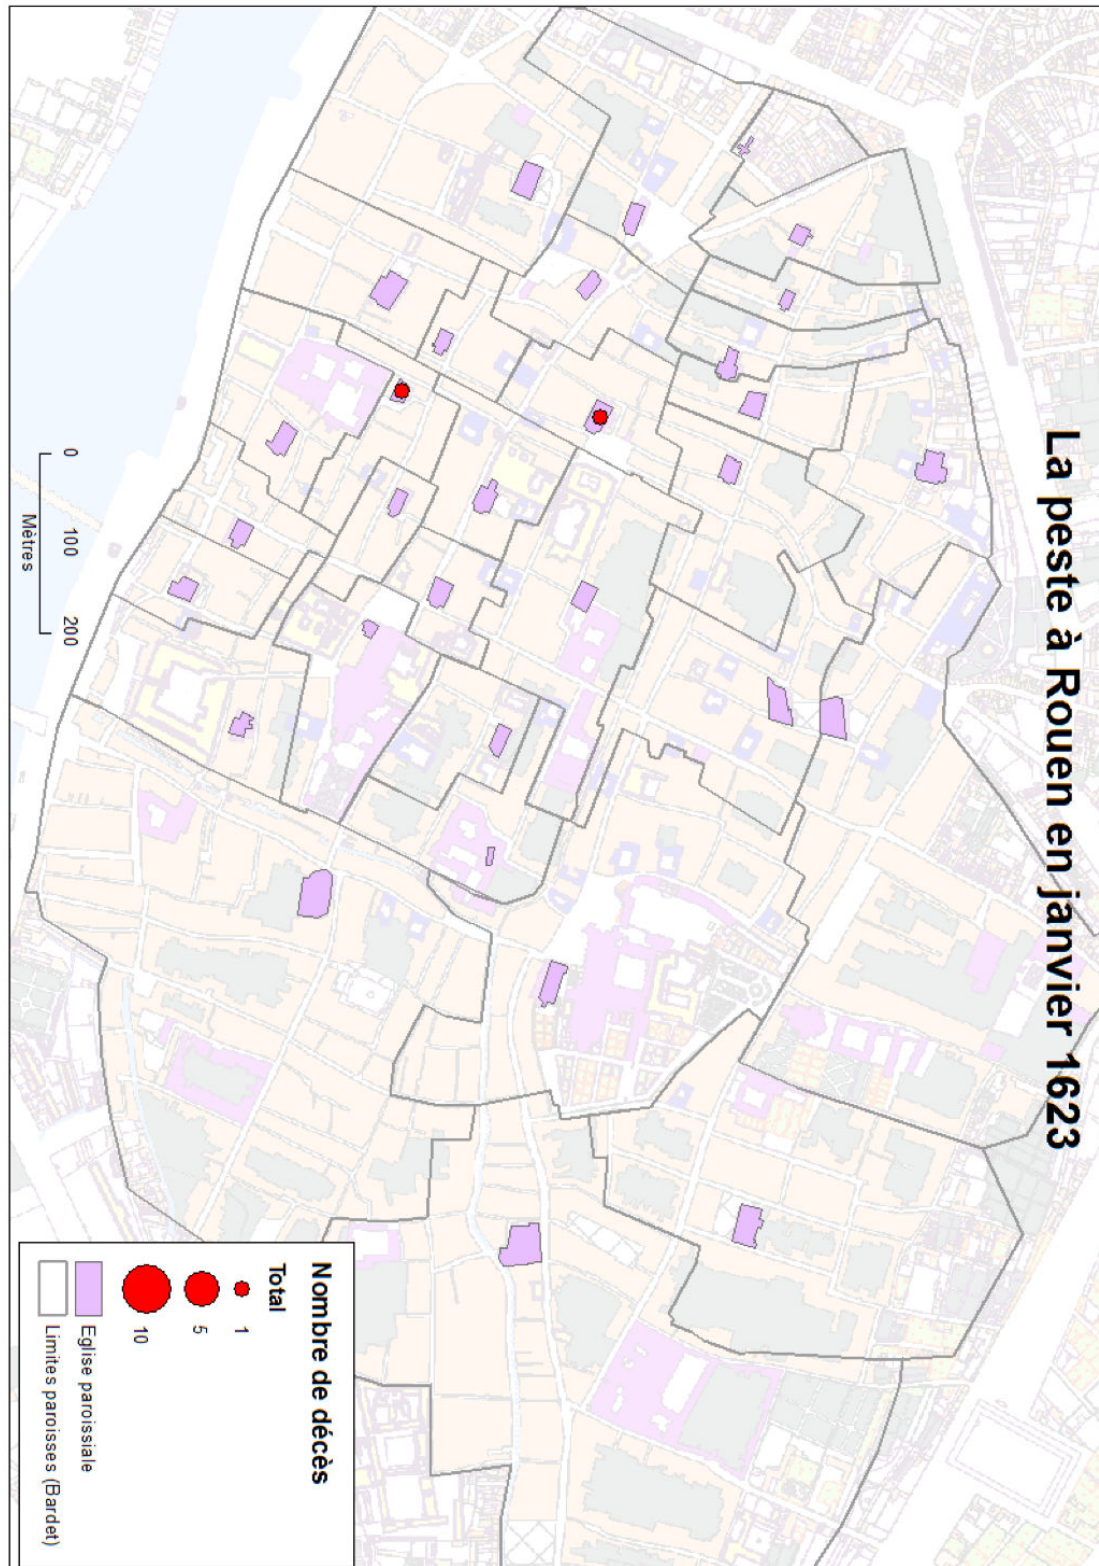 La peste à Rouen en janvier 1623
0 100 200
Mètres
Nombre de décès
Total
1
5
10
Eglise paroissiale
Limites paroisses (Bardet)